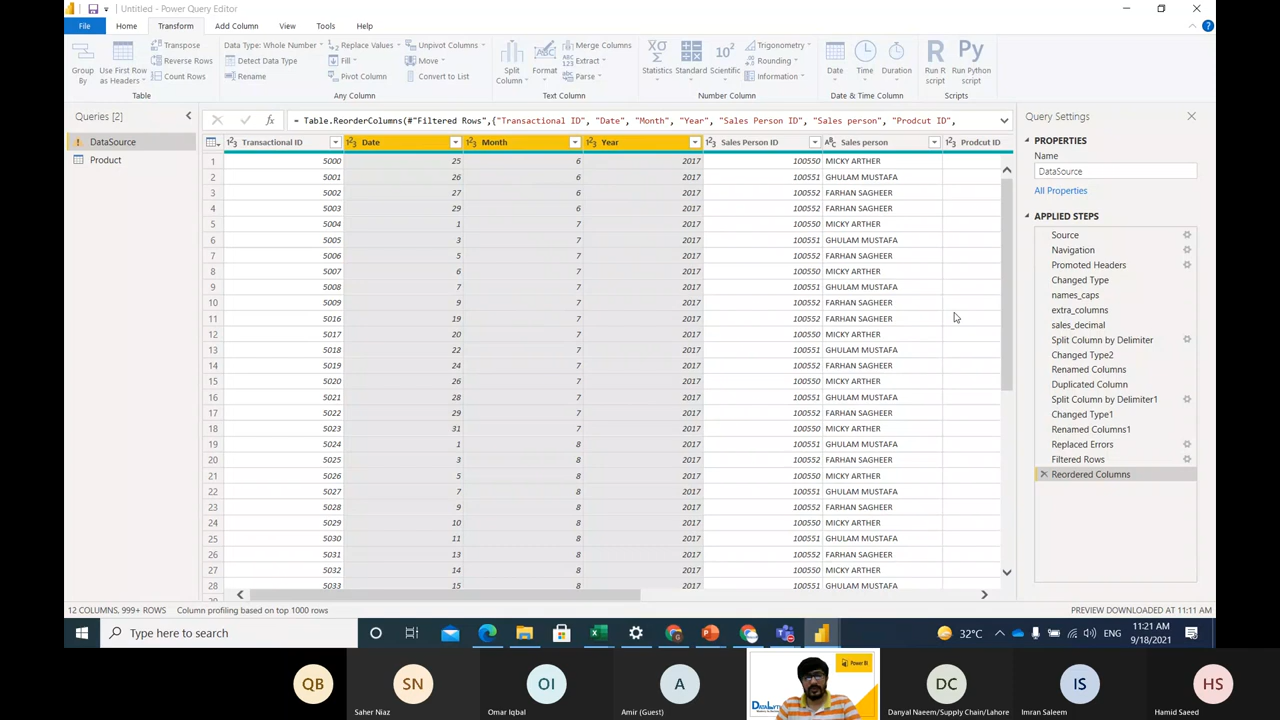 Untitled - Power Query Editor
File Home Transform Add Column View Tools Help
Group By
Use First Row as Headers
Transpose
Reverse Rows
Count Rows
Table
Data Type: Whole Number
Detect Data Type
Rename
Replace Values
Fill
Pivot Column
Unpivot Columns
Move
Convert to List
Any Column
Split Column
Format
Merge Columns
Extract
Parse
Text Column
Statistics
Standard
Scientific
Trigonometry
Rounding
Information
Number Column
Date
Time
Duration
Date & Time Column
Run R script
Run Python script
Scripts
Queries [2]
DataSource
Product
= Table.ReorderColumns(#"Filtered Rows",{"Transactional ID", "Date", "Month", "Year", "Sales Person ID", "Sales person", "Prodcut ID",
Transactional ID Date Month Year Sales Person ID Sales person Prodcut ID
1 5000 25 6 2017 100550 MICKY ARTHER
2 5001 26 6 2017 100551 GHULAM MUSTAFA
3 5002 27 6 2017 100552 FARHAN SAGHEER
4 5003 29 6 2017 100552 FARHAN SAGHEER
5 5004 1 7 2017 100550 MICKY ARTHER
6 5005 3 7 2017 100551 GHULAM MUSTAFA
7 5006 5 7 2017 100552 FARHAN SAGHEER
8 5007 6 7 2017 100550 MICKY ARTHER
9 5008 7 7 2017 100551 GHULAM MUSTAFA
10 5009 9 7 2017 100552 FARHAN SAGHEER
11 5016 19 7 2017 100552 FARHAN SAGHEER
12 5017 20 7 2017 100550 MICKY ARTHER
13 5018 22 7 2017 100551 GHULAM MUSTAFA
14 5019 24 7 2017 100552 FARHAN SAGHEER
15 5020 26 7 2017 100550 MICKY ARTHER
16 5021 28 7 2017 100551 GHULAM MUSTAFA
17 5022 29 7 2017 100552 FARHAN SAGHEER
18 5023 31 7 2017 100550 MICKY ARTHER
19 5024 1 8 2017 100551 GHULAM MUSTAFA
20 5025 3 8 2017 100552 FARHAN SAGHEER
21 5026 5 8 2017 100550 MICKY ARTHER
22 5027 7 8 2017 100551 GHULAM MUSTAFA
23 5028 9 8 2017 100552 FARHAN SAGHEER
24 5029 10 8 2017 100550 MICKY ARTHER
25 5030 11 8 2017 100551 GHULAM MUSTAFA
26 5031 13 8 2017 100552 FARHAN SAGHEER
27 5032 14 8 2017 100550 MICKY ARTHER
28 5033 15 8 2017 100551 GHULAM MUSTAFA
Query Settings
PROPERTIES
Name
DataSource
All Properties
APPLIED STEPS
Source
Navigation
Promoted Headers
Changed Type
names_caps
extra_columns
sales_decimal
Split Column by Delimiter
Changed Type2
Renamed Columns
Duplicated Column
Split Column by Delimiter1
Changed Type1
Renamed Columns1
Replaced Errors
Filtered Rows
Reordered Columns
12 COLUMNS, 999+ ROWS Column profiling based on top 1000 rows PREVIEW DOWNLOADED AT 11:11 AM
Type here to search
32°C ENG 11:21 AM
9/18/2021
QB SN OI A DC IS HS
Power BI
Saher Niaz Omar Iqbal Amir (Guest) Danyal Naeem/Supply Chain/Lahore Imran Saleem Hamid Saeed